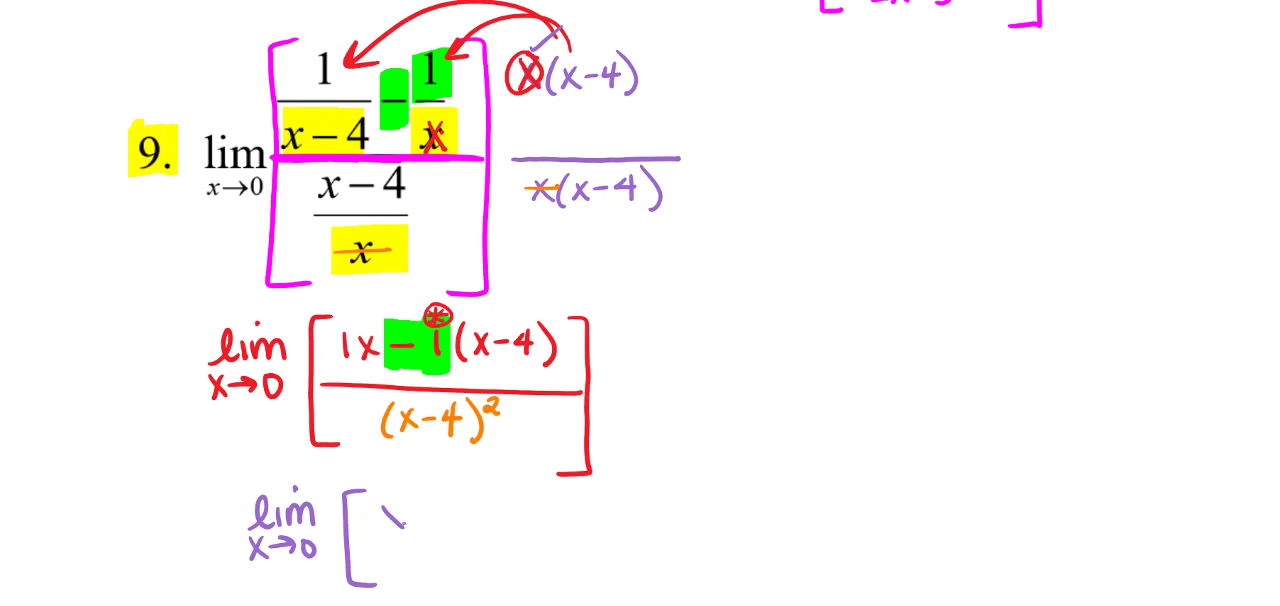 9. lim x→0 [ (1/(x − 4) − 1/x) / ((x − 4)/x) ] x(x−4) / x(x−4)
lim x→0 [ (1x − 1(x−4)) / (x−4)² ]
lim x→0 [